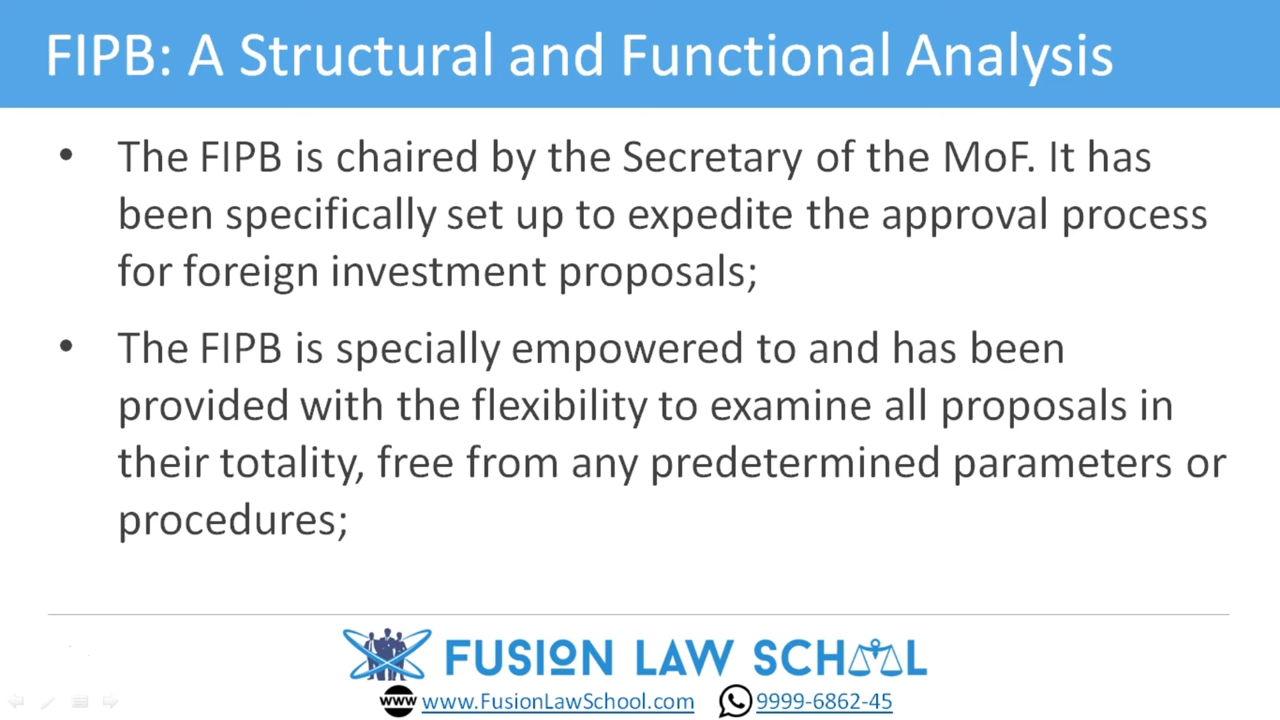 FIPB: A Structural and Functional Analysis
• The FIPB is chaired by the Secretary of the MoF. It has
been specifically set up to expedite the approval process
for foreign investment proposals;
• The FIPB is specially empowered to and has been
provided with the flexibility to examine all proposals in
their totality, free from any predetermined parameters or
procedures;
FUSION LAW SCHOOL
www www.FusionLawSchool.com 9999-6862-45